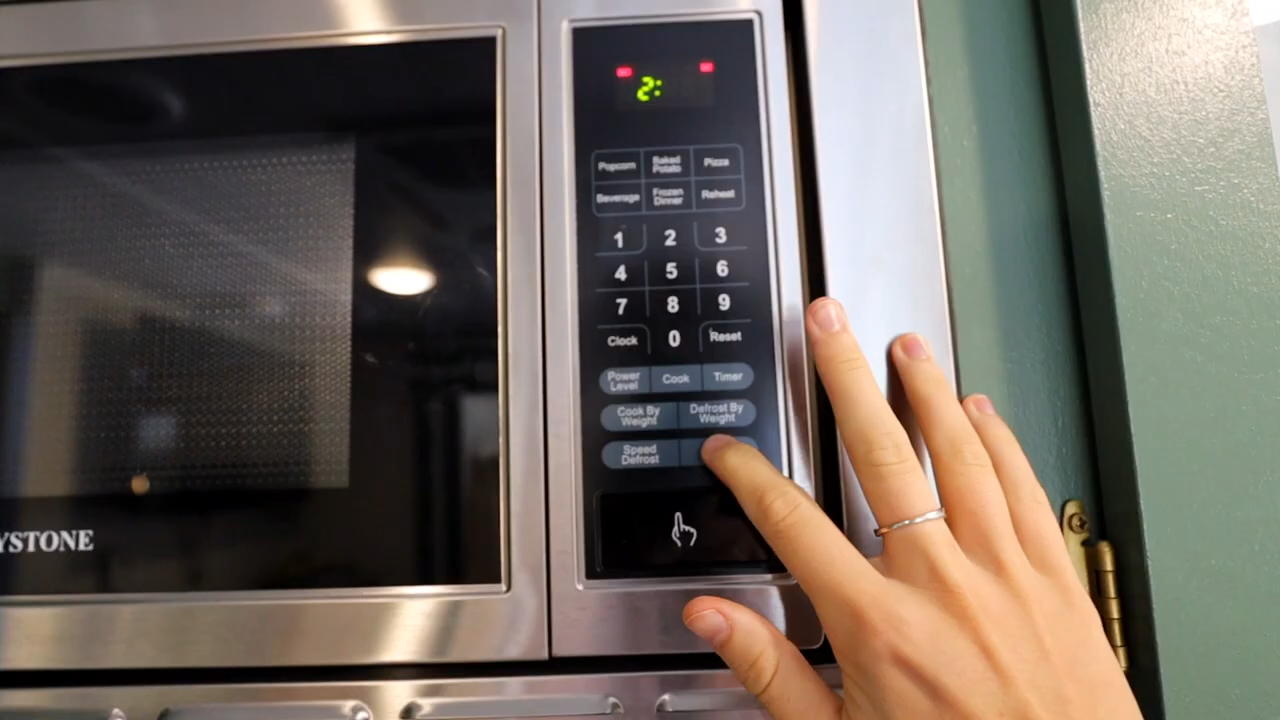 2:
Popcorn
Baked
Potato
Pizza
Beverage
Frozen
Dinner
Reheat
1 2 3
4 5 6
7 8 9
Clock 0 Reset
Power
Level
Cook
Timer
Cook By
Weight
Defrost By
Weight
Speed
Defrost
YSTONE